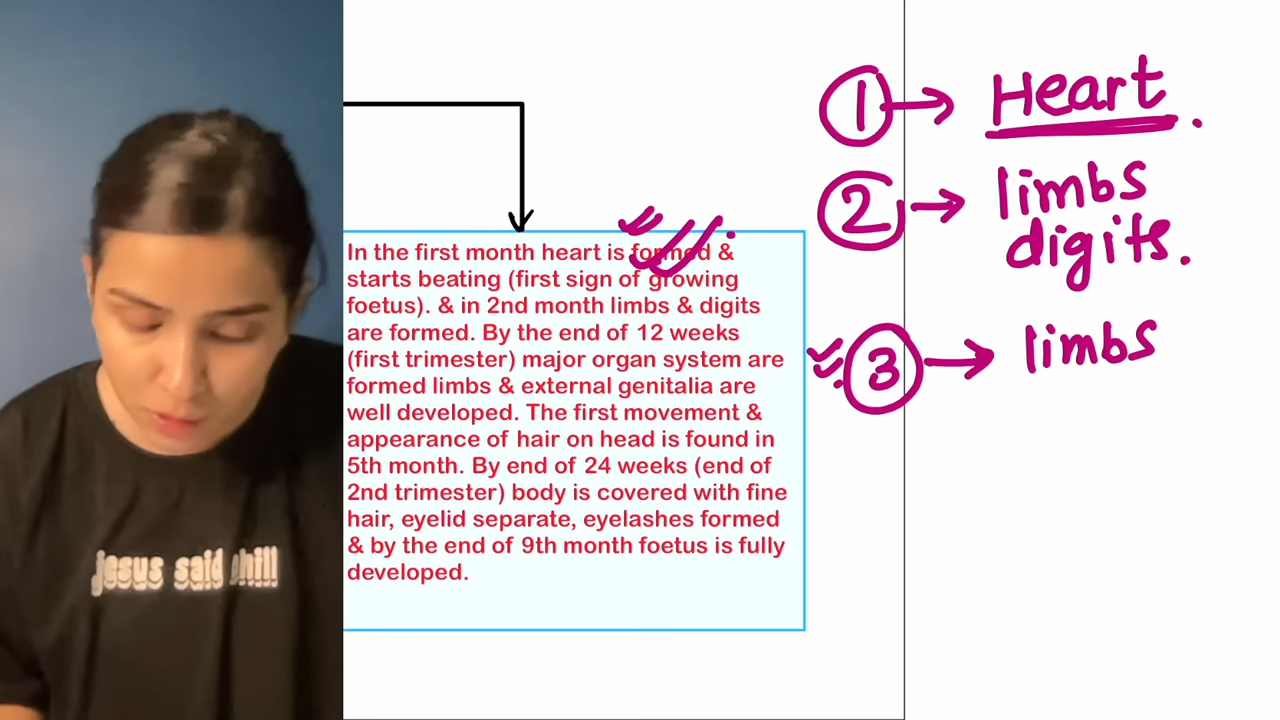 In the first month heart is formed &
starts beating (first sign of growing
foetus). & in 2nd month limbs & digits
are formed. By the end of 12 weeks
(first trimester) major organ system are
formed limbs & external genitalia are
well developed. The first movement &
appearance of hair on head is found in
5th month. By end of 24 weeks (end of
2nd trimester) body is covered with fine
hair, eyelid separate, eyelashes formed
& by the end of 9th month foetus is fully
developed.
1 → Heart.
2 → limbs
digits.
3 → limbs
jesus said chill